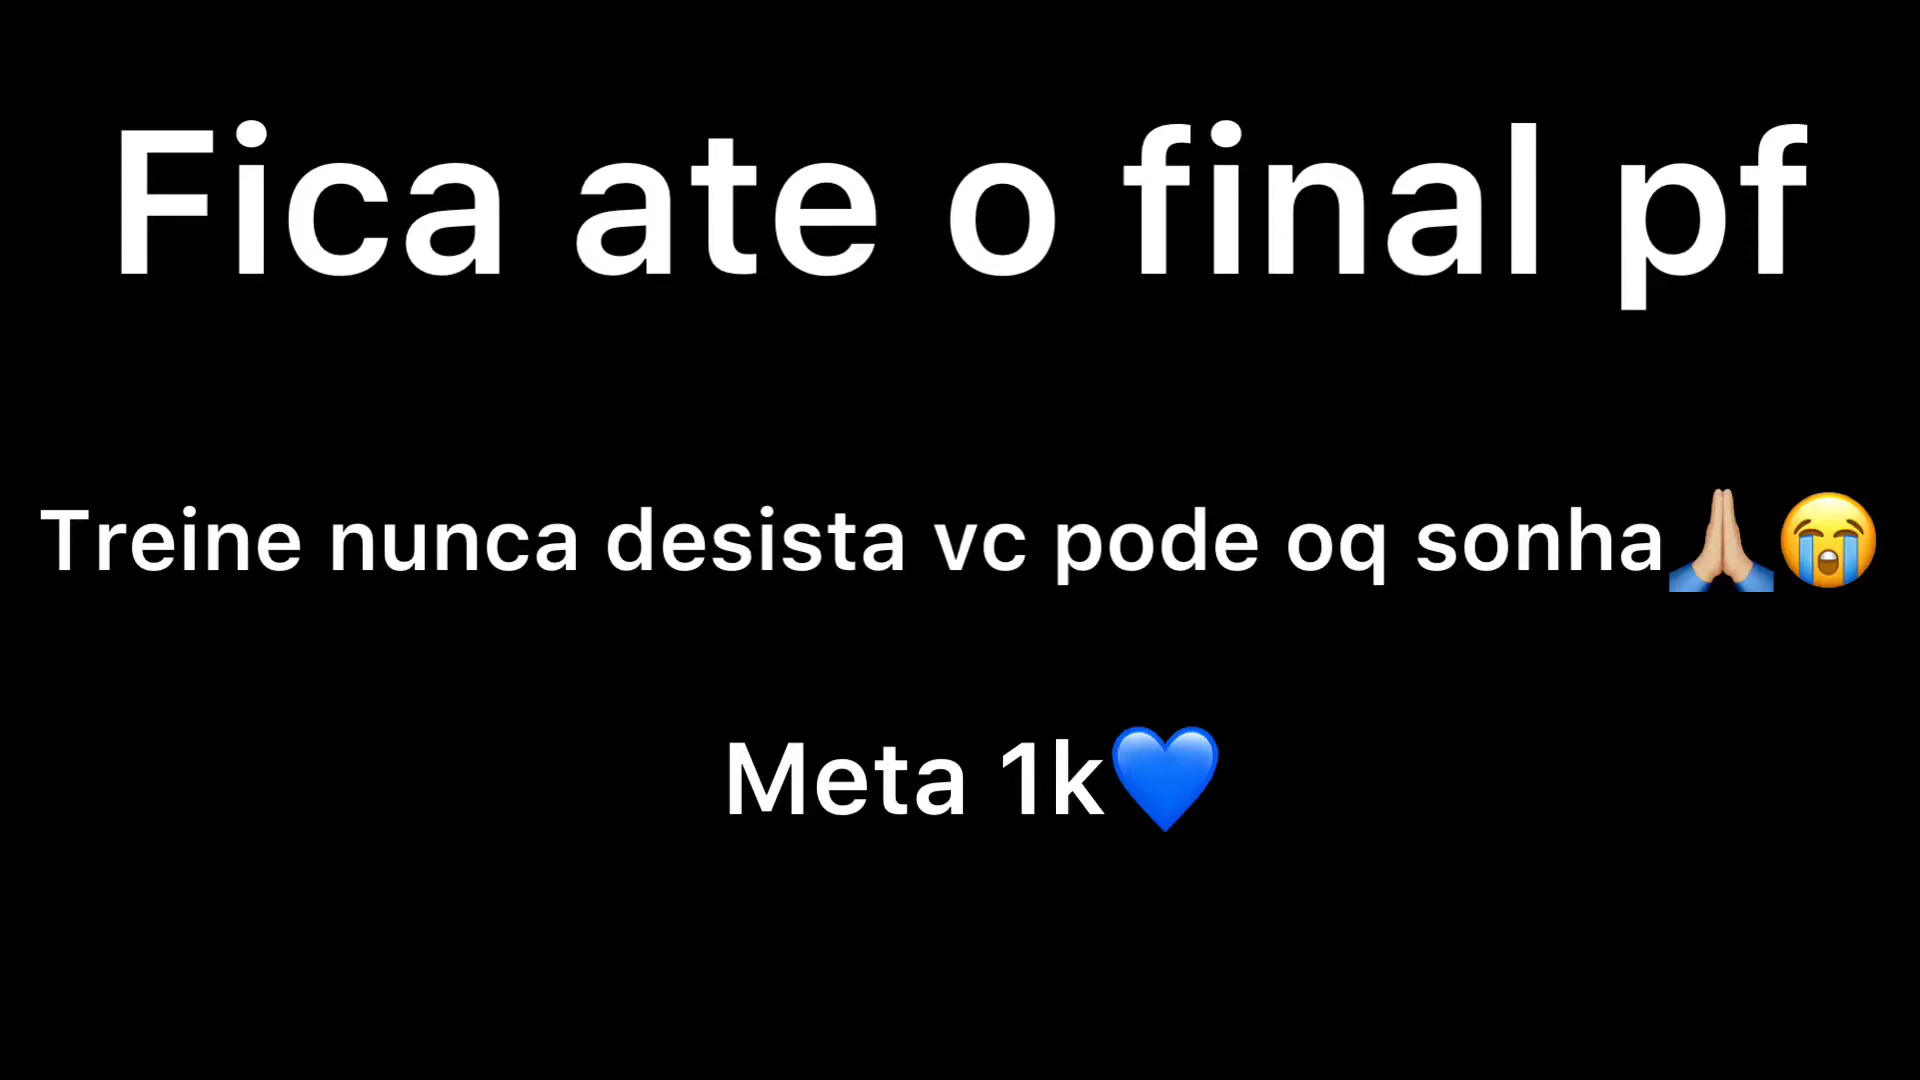 Fica ate o final pf
Treine nunca desista vc pode oq sonha🙏🏼😭
Meta 1k💙